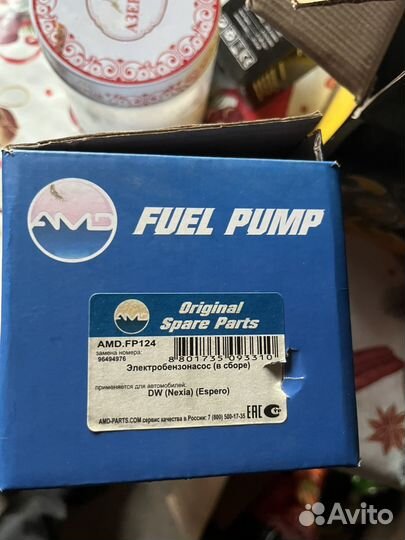 АЗЕР
AMD
FUEL PUMP
AMD
Original
Spare Parts
AMD.FP124
замена номера:
96494976
8 801735 093310
Электробензонасос (в сборе)
применяется для автомобилей:
DW (Nexia) (Espero)
AMD-PARTS.COM сервис качества в России: 7 (800) 500-17-35
EAC
Avito